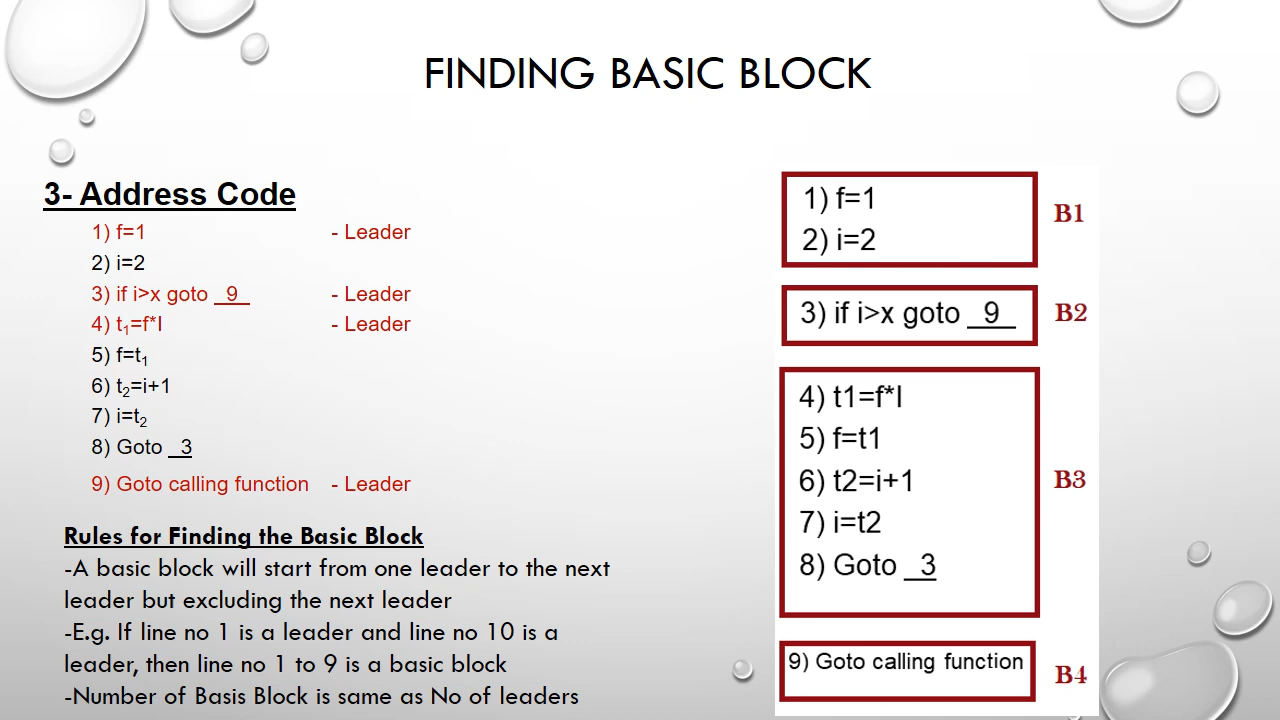 FINDING BASIC BLOCK
3- Address Code
1) f=1 - Leader
2) i=2
3) if i>x goto __9_ - Leader
4) t₁=f*I - Leader
5) f=t₁
6) t₂=i+1
7) i=t₂
8) Goto __3
9) Goto calling function - Leader
Rules for Finding the Basic Block
-A basic block will start from one leader to the next
leader but excluding the next leader
-E.g. If line no 1 is a leader and line no 10 is a
leader, then line no 1 to 9 is a basic block
-Number of Basis Block is same as No of leaders
1) f=1
2) i=2
B1
3) if i>x goto __9_
B2
4) t1=f*I
5) f=t1
6) t2=i+1
7) i=t2
8) Goto __3
B3
9) Goto calling function
B4